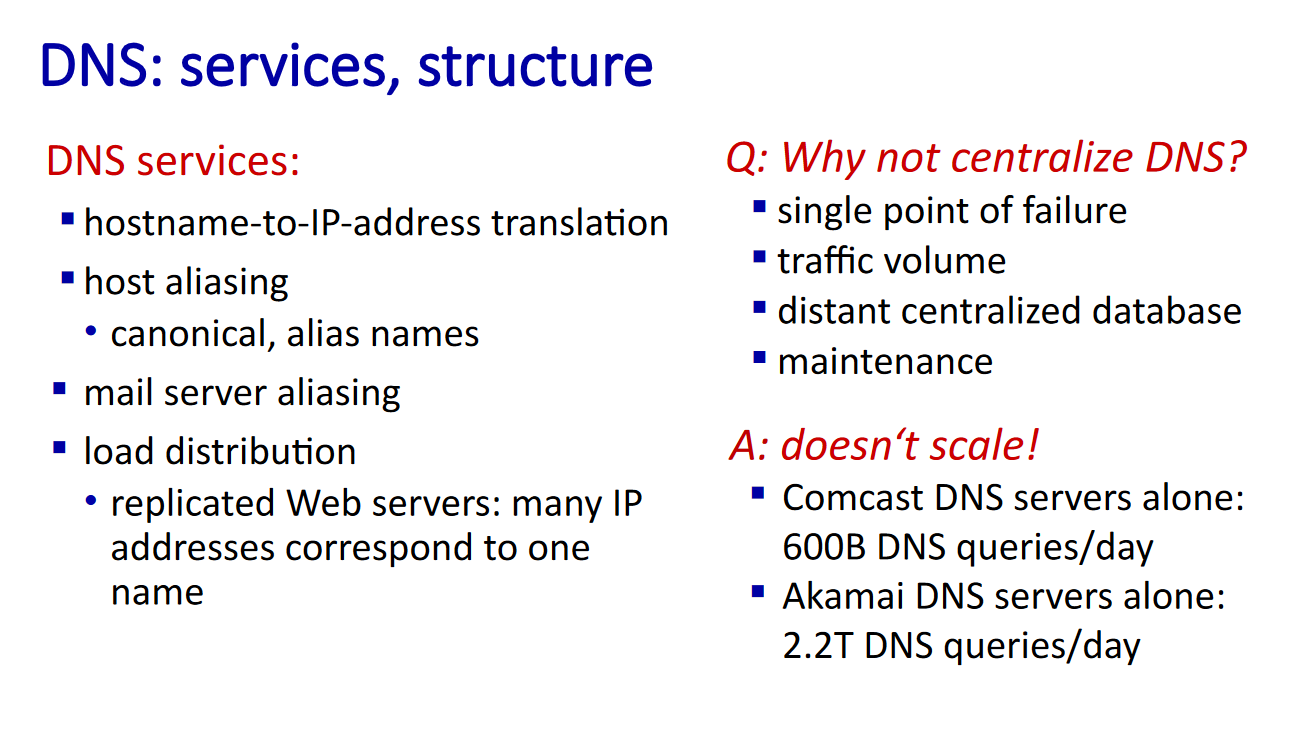 DNS: services, structure
DNS services:
▪ hostname-to-IP-address translation
▪ host aliasing
• canonical, alias names
▪ mail server aliasing
▪ load distribution
• replicated Web servers: many IP
addresses correspond to one
name
Q: Why not centralize DNS?
▪ single point of failure
▪ traffic volume
▪ distant centralized database
▪ maintenance
A: doesn‘t scale!
▪ Comcast DNS servers alone:
600B DNS queries/day
▪ Akamai DNS servers alone:
2.2T DNS queries/day